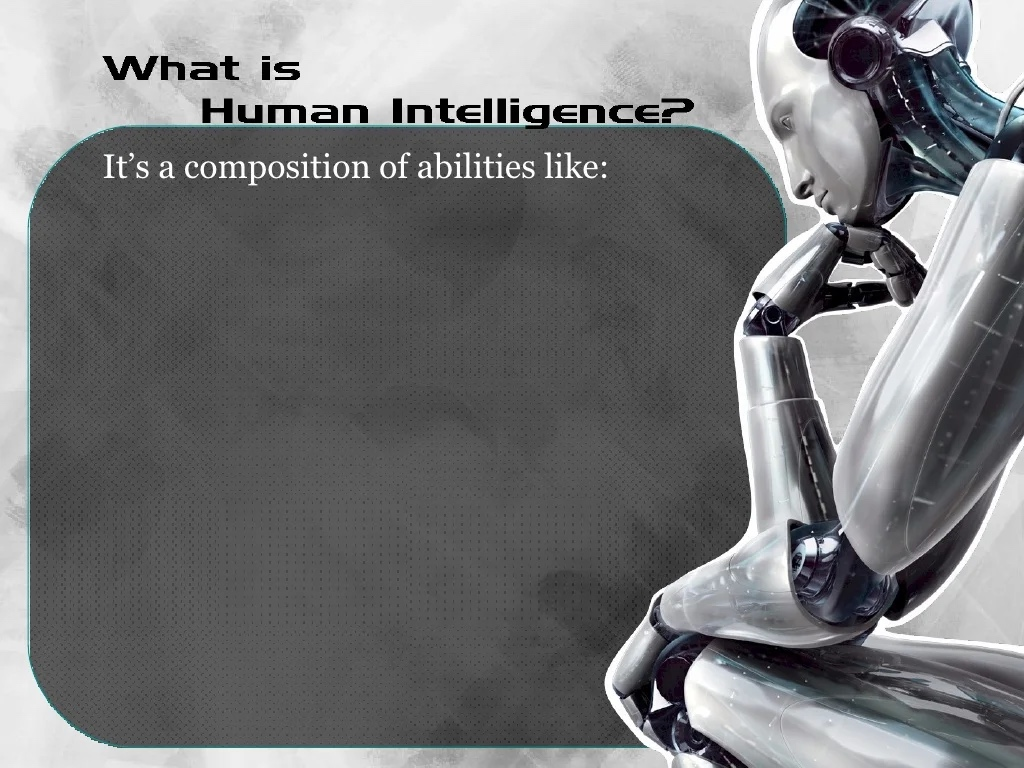 What is
Human Intelligence?
It’s a composition of abilities like: